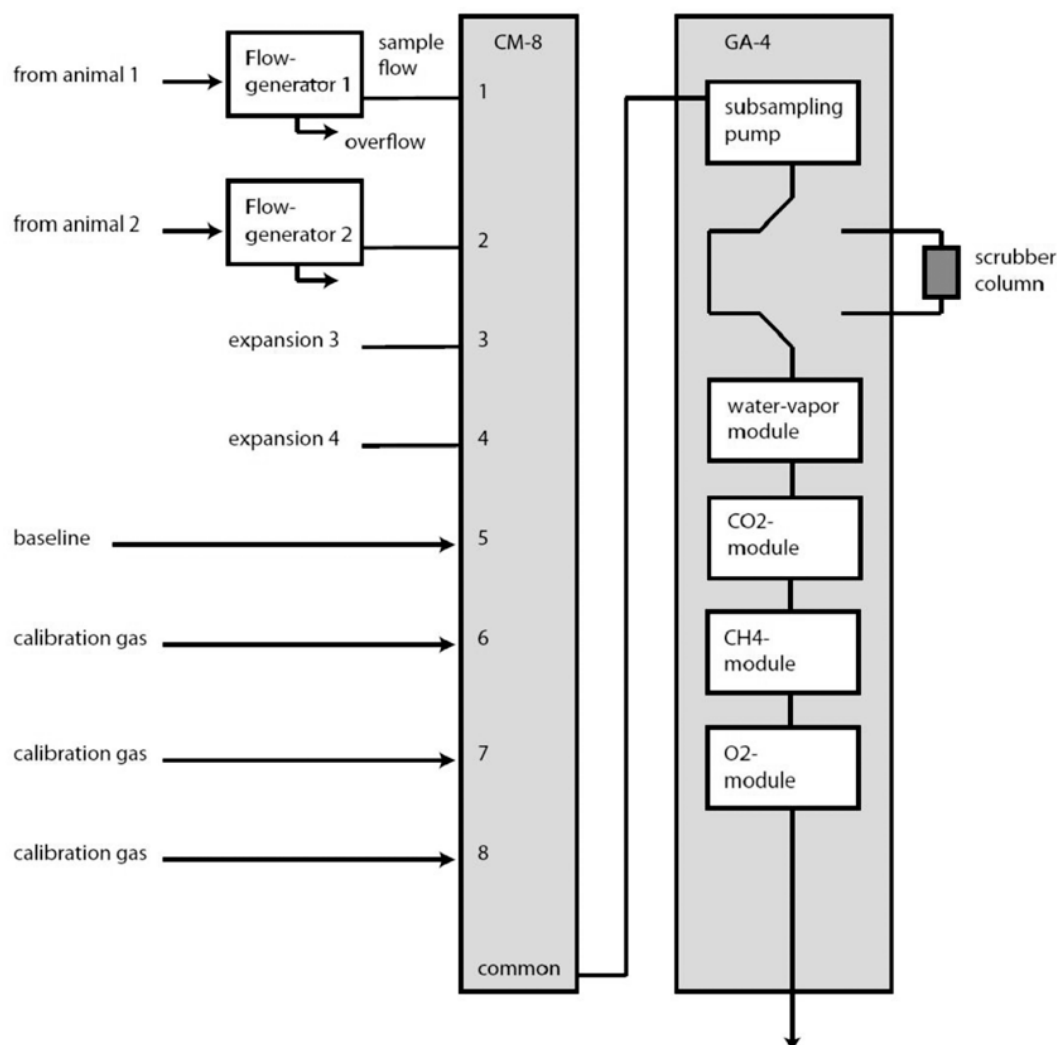 from animal 1
Flow-
generator 1
sample
flow
overflow
from animal 2
Flow-
generator 2
expansion 3
expansion 4
baseline
calibration gas
calibration gas
calibration gas
CM-8
1
2
3
4
5
6
7
8
common
GA-4
subsampling
pump
scrubber
column
water-vapor
module
CO2-
module
CH4-
module
O2-
module